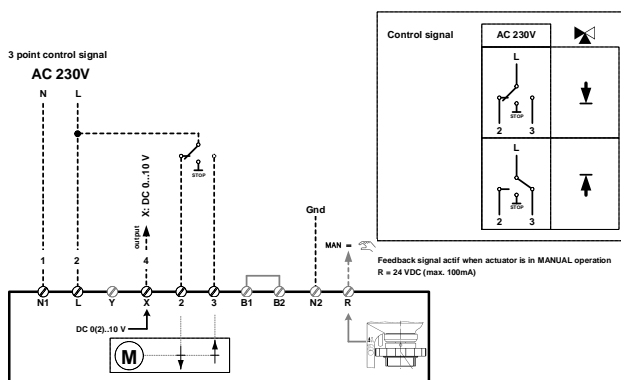 3 point control signal
AC 230V
N L
X: DC 0...10 V
output
STOP
Gnd
MAN =
1 2 4
N1 L Y X 2 3 B1 B2 N2 R
DC 0(2)..10 V
M
Control signal
AC 230V
L
STOP
2 3
L
STOP
2 3
Feedback signal actif when actuator is in MANUAL operation
R = 24 VDC (max. 100mA)